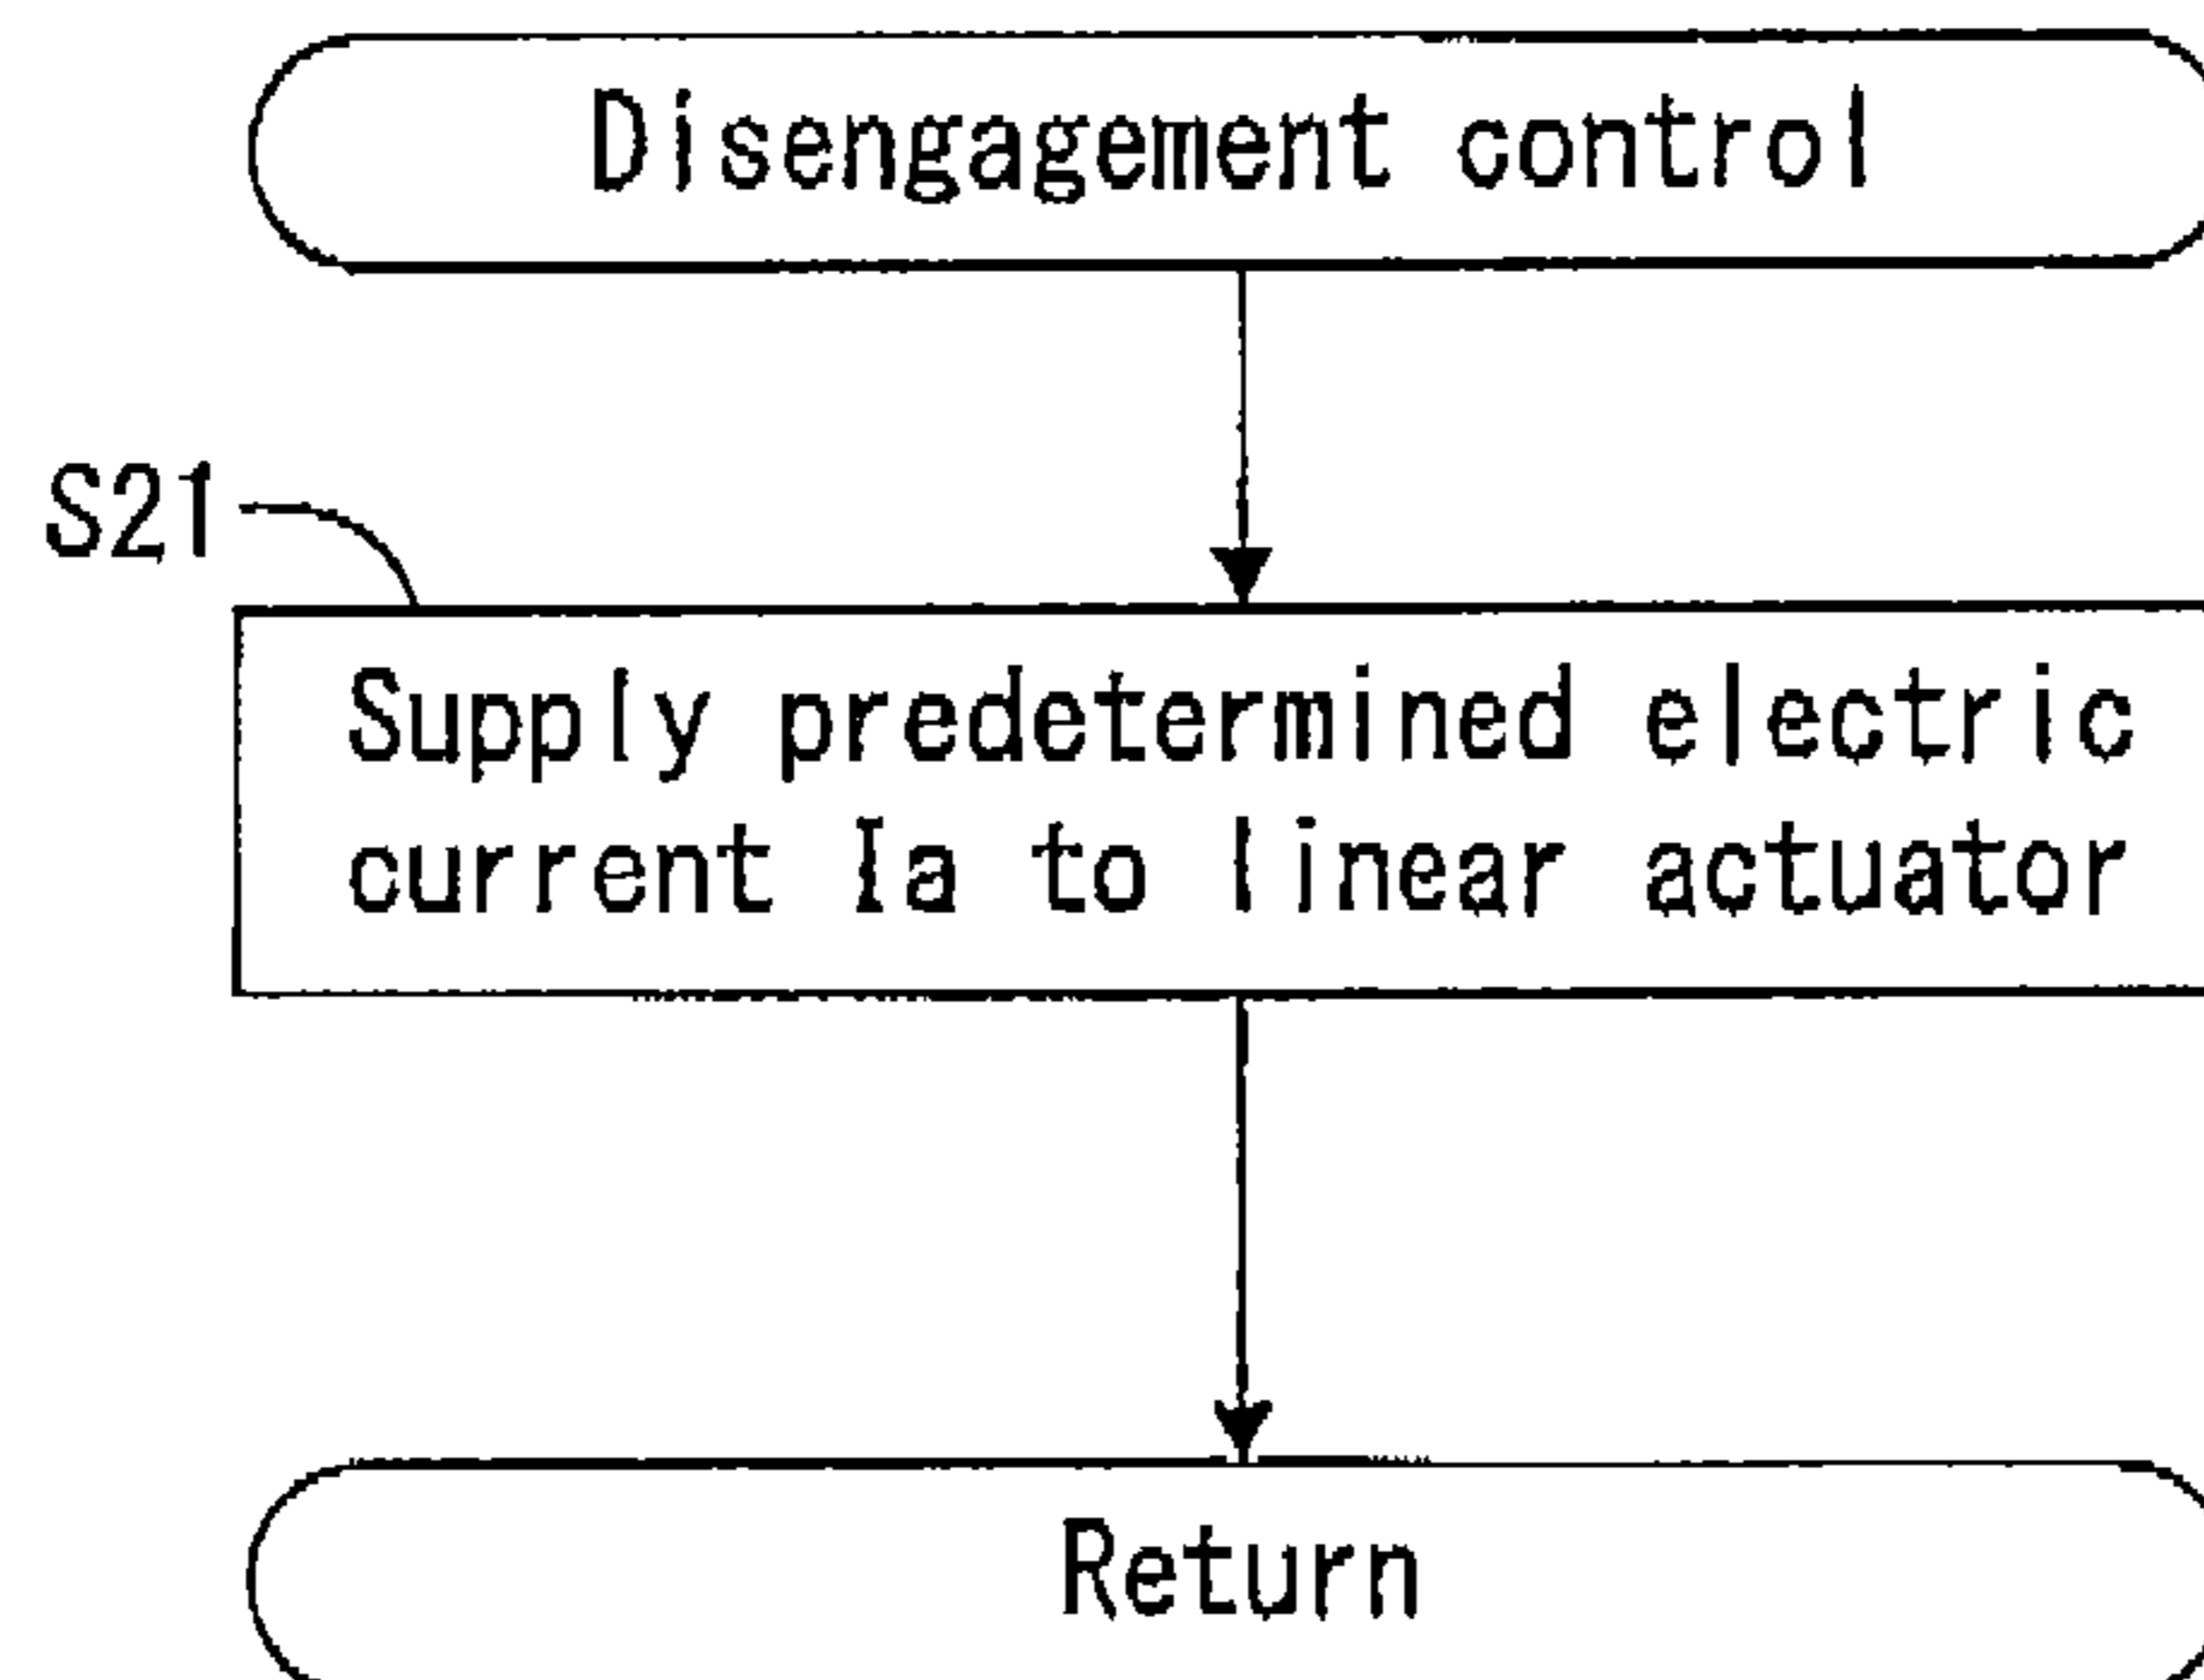 Disengagement control
S21
Supply predetermined electric
current Ia to linear actuator
Return